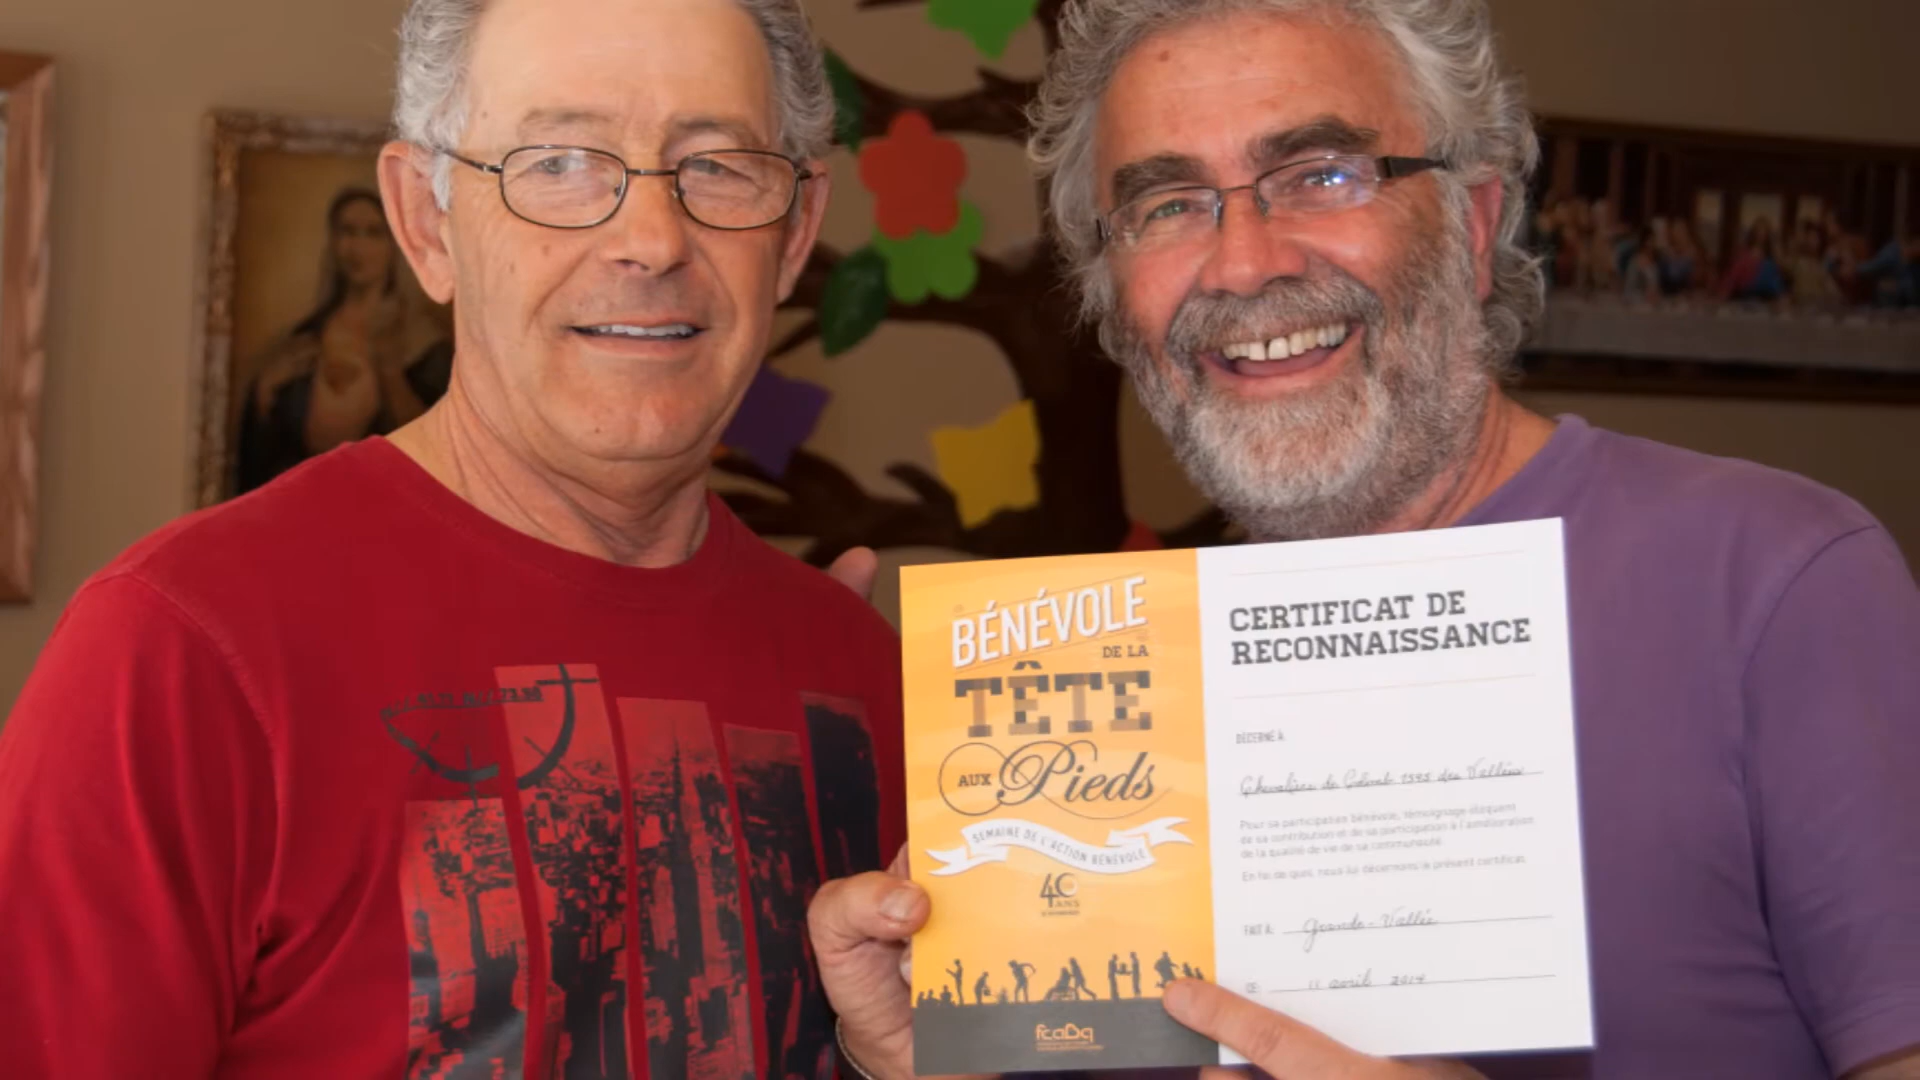 BÉNÉVOLE
DE LA
TÊTE
AUX Pieds
SEMAINE DE L'ACTION BÉNÉVOLE
40
ANS
fcabq
CERTIFICAT DE
RECONNAISSANCE
DÉCERNÉ À
Chevaliers de Colomb des Vallées
Pour sa participation bénévole, témoignage éloquent
de sa contribution et de sa participation à l'amélioration
de la qualité de vie de sa communauté.
En foi de quoi, nous lui décernons le présent certificat.
FAIT À: Grande-Vallée
CE: 11 avril 2014